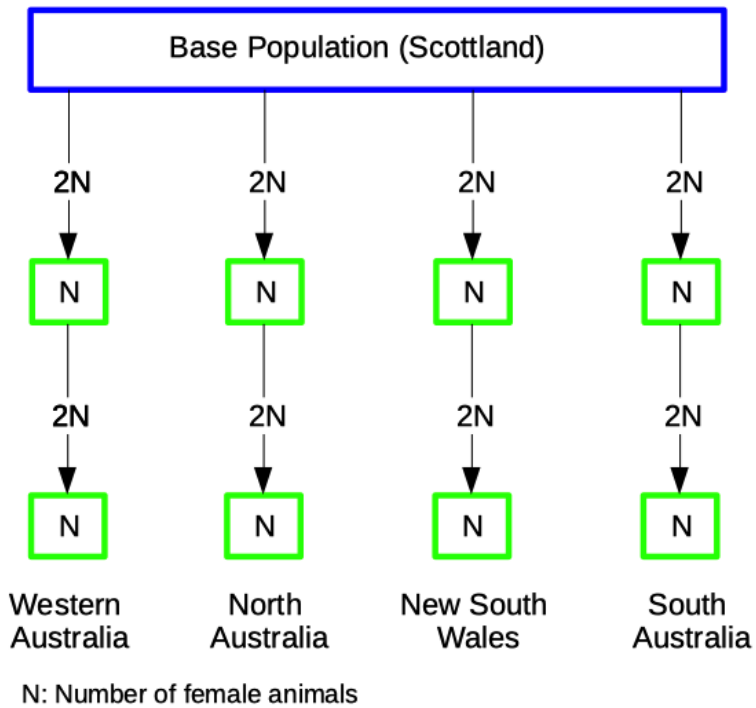 Base Population (Scottland)
2N 2N 2N 2N
N N N N
2N 2N 2N 2N
N N N N
Western Australia
North Australia
New South Wales
South Australia
N: Number of female animals